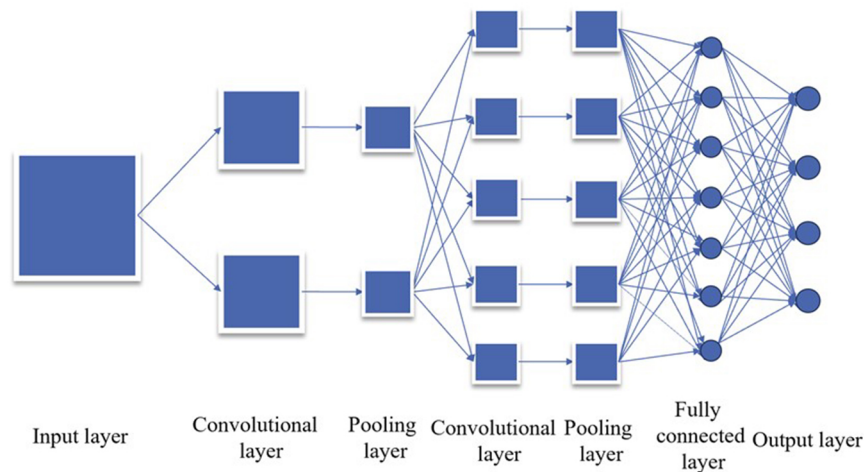 Input layer
Convolutional
layer
Pooling
layer
Convolutional
layer
Pooling
layer
Fully
connected
layer
Output layer